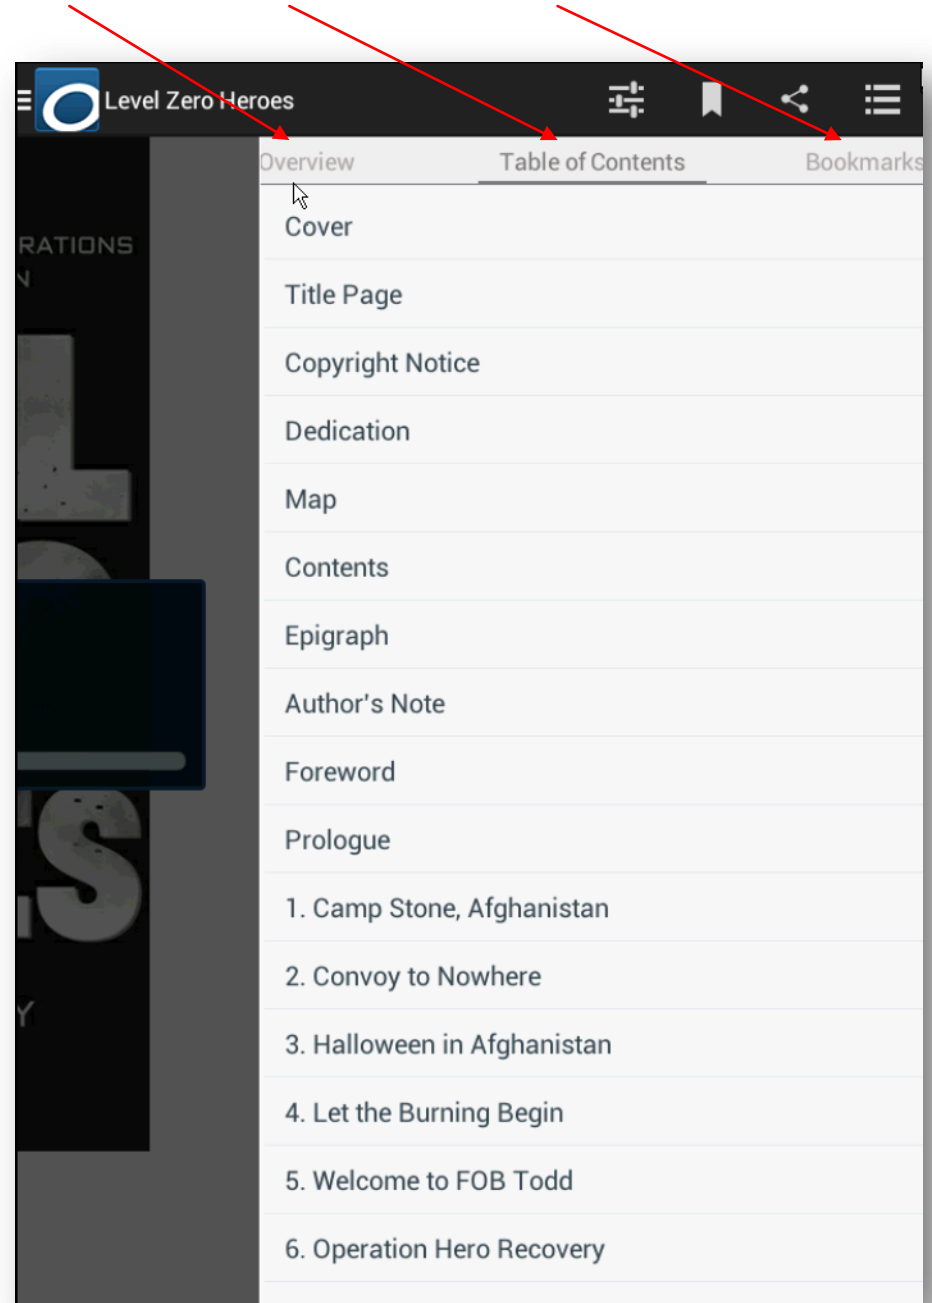 Level Zero Heroes
Overview Table of Contents Bookmarks
RATIONS
N
Cover
Title Page
Copyright Notice
Dedication
Map
Contents
Epigraph
Author's Note
Foreword
Prologue
1. Camp Stone, Afghanistan
2. Convoy to Nowhere
3. Halloween in Afghanistan
4. Let the Burning Begin
5. Welcome to FOB Todd
6. Operation Hero Recovery
L
S
Y